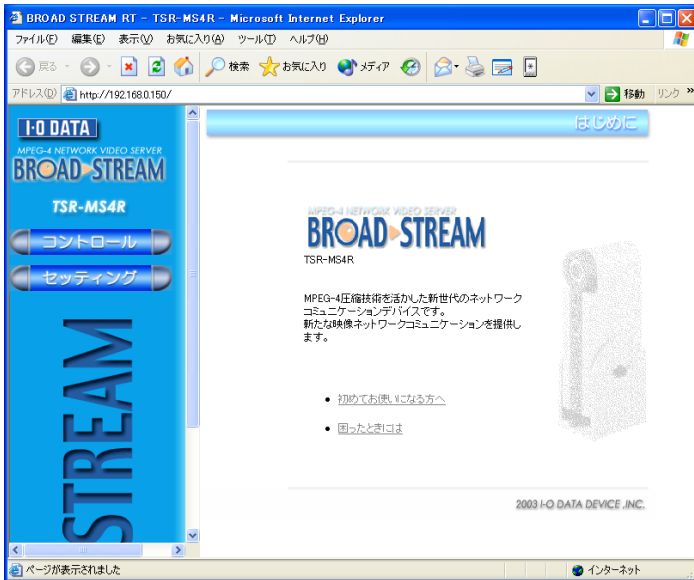 BROAD STREAM RT - TSR-MS4R - Microsoft Internet Explorer
ファイル(F) 編集(E) 表示(V) お気に入り(A) ツール(T) ヘルプ(H)
戻る 検索 お気に入り メディア
アドレス(D) http://192.168.0.150/ 移動 リンク »
I·O DATA
MPEG-4 NETWORK VIDEO SERVER
BROAD STREAM
TSR-MS4R
コントロール
セッティング
STREAM
はじめに
MPEG-4 NETWORK VIDEO SERVER
BROAD STREAM
TSR-MS4R
MPEG-4圧縮技術を活かした新世代のネットワーク
コミュニケーションデバイスです。
新たな映像ネットワークコミュニケーションを提供し
ます。
• 初めてお使いになる方へ
• 困ったときには
2003 I-O DATA DEVICE ,INC.
ページが表示されました インターネット